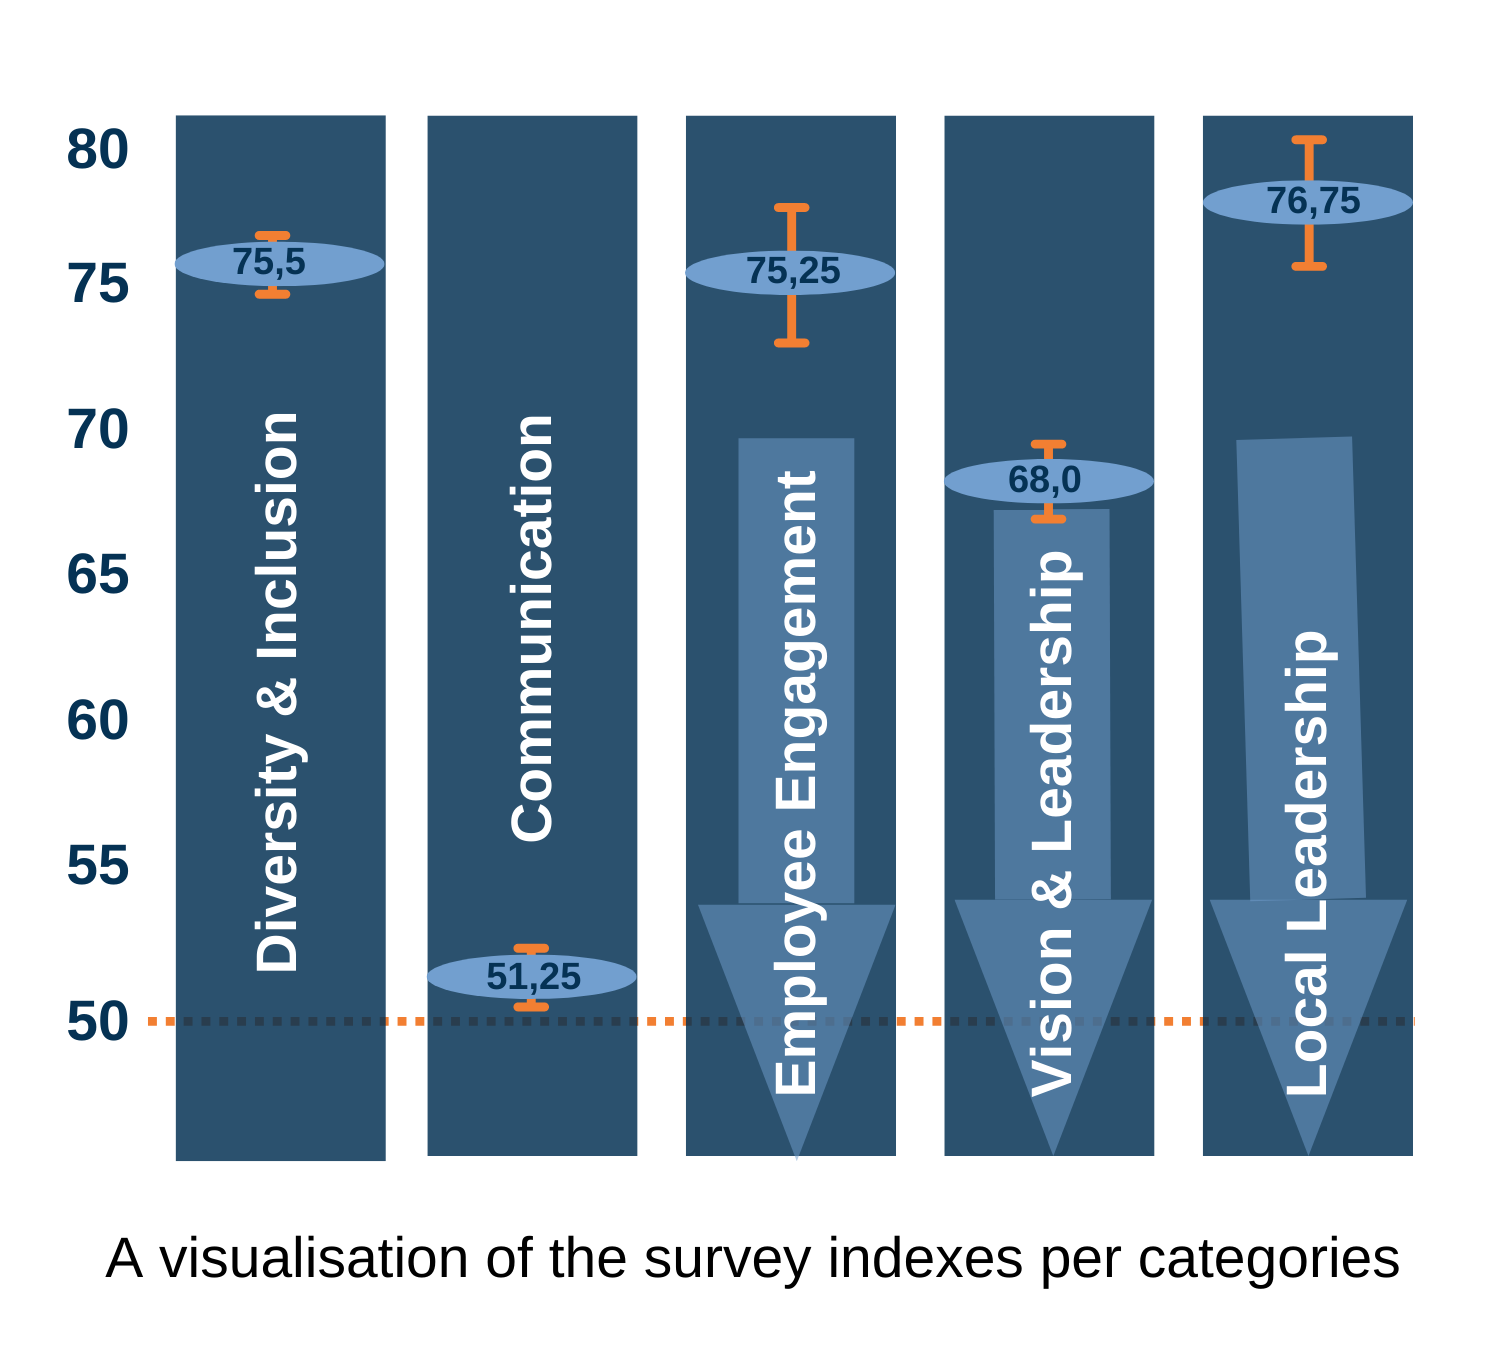 80
75
70
65
60
55
50
75,5
Diversity & Inclusion
51,25
Communication
75,25
Employee Engagement
68,0
Vision & Leadership
76,75
Local Leadership
A visualisation of the survey indexes per categories